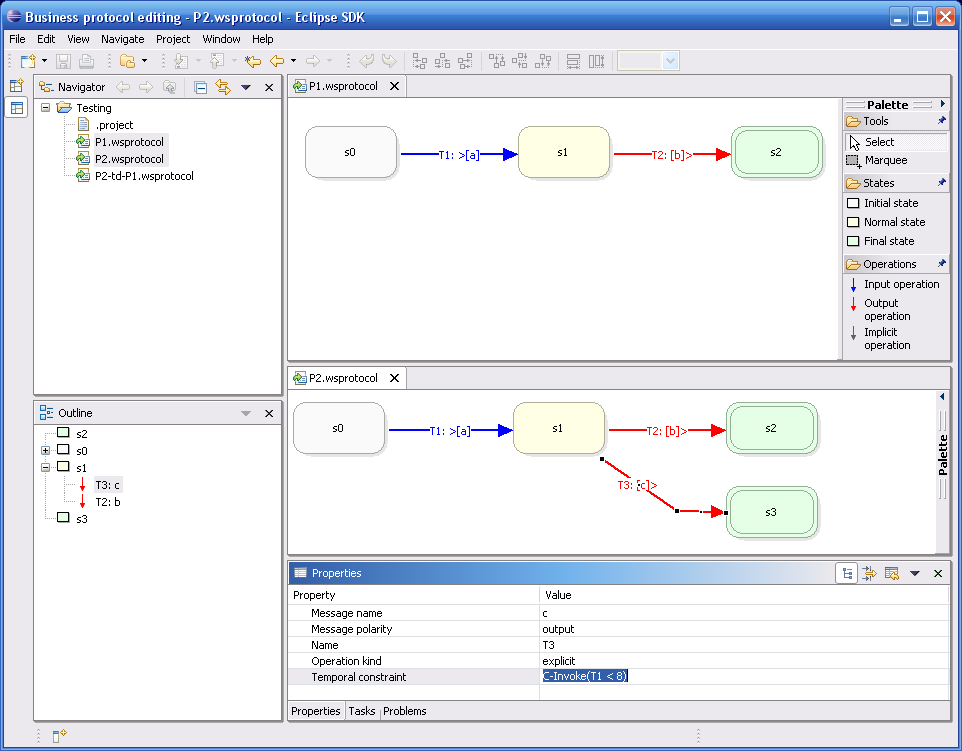 Business protocol editing - P2.wsprotocol - Eclipse SDK
File Edit View Navigate Project Window Help
Navigator
Testing
.project
P1.wsprotocol
P2.wsprotocol
P2-td-P1.wsprotocol
Outline
s2
s0
s1
T3: c
T2: b
s3
P1.wsprotocol
s0 T1: >[a] s1 T2: [b]> s2
Palette
Tools
Select
Marquee
States
Initial state
Normal state
Final state
Operations
Input operation
Output
operation
Implicit
operation
P2.wsprotocol
s0 T1: >[a] s1 T2: [b]> s2
T3: [c]>
s3
Palette
Properties
Property Value
Message name c
Message polarity output
Name T3
Operation kind explicit
Temporal constraint C-Invoke(T1 < 8)
Properties Tasks Problems